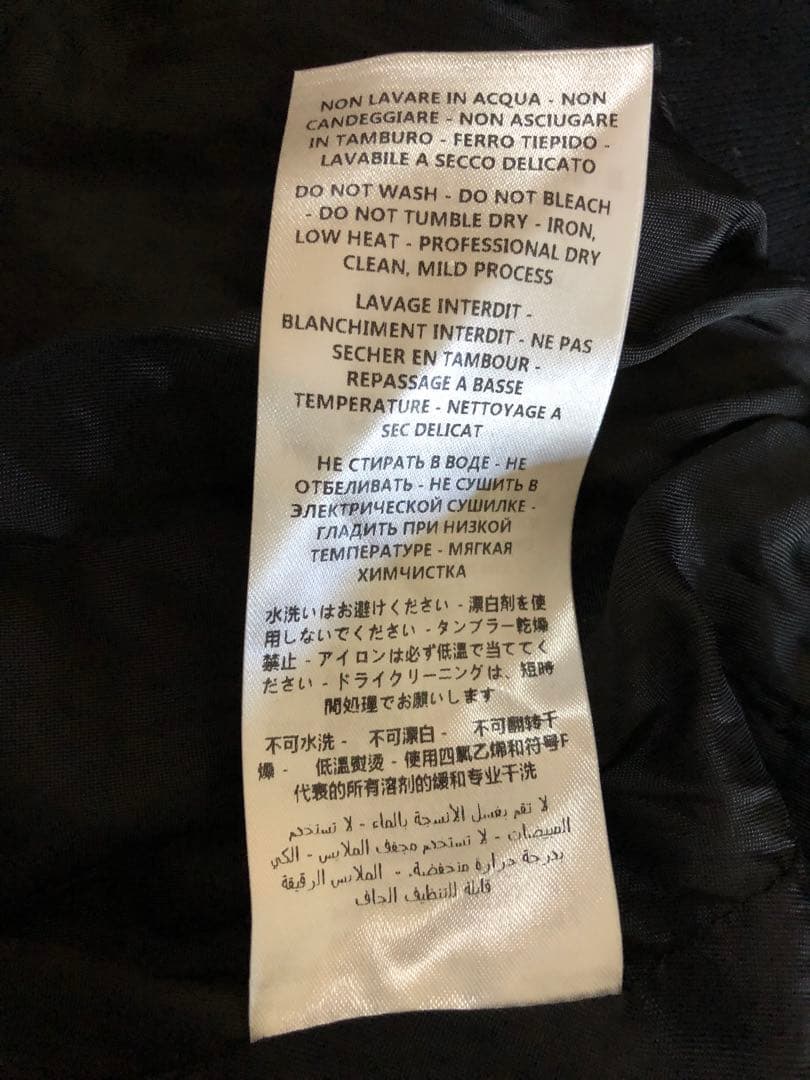 NON LAVARE IN ACQUA - NON
CANDEGGIARE - NON ASCIUGARE
IN TAMBURO - FERRO TIEPIDO -
LAVABILE A SECCO DELICATO
DO NOT WASH - DO NOT BLEACH
- DO NOT TUMBLE DRY - IRON,
LOW HEAT - PROFESSIONAL DRY
CLEAN, MILD PROCESS
LAVAGE INTERDIT -
BLANCHIMENT INTERDIT - NE PAS
SECHER EN TAMBOUR -
REPASSAGE A BASSE
TEMPERATURE - NETTOYAGE A
SEC DELICAT
НЕ СТИРАТЬ В ВОДЕ - НЕ
ОТБЕЛИВАТЬ - НЕ СУШИТЬ В
ЭЛЕКТРИЧЕСКОЙ СУШИЛКЕ -
ГЛАДИТЬ ПРИ НИЗКОЙ
ТЕМПЕРАТУРЕ - МЯГКАЯ
ХИМЧИСТКА
水洗いはお避けください - 漂白剤を使
用しないでください - タンブラー乾燥
禁止 - アイロンは必ず低温で当ててく
ださい - ドライクリーニングは、短時
間処理でお願いします
不可水洗 - 不可漂白 - 不可翻转干
燥 - 低溫熨烫 - 使用四氯乙烯和符号F
代表的所有溶剂的緩和专业干洗
لا تقم بغسل الأنسجة بالماء - لا تستخدم
المبيضات - لا تستخدم مجفف الملابس - الكي
بدرجة حرارة منخفضة. - الملابس الرقيقة
قابلة للتنظيف الجاف